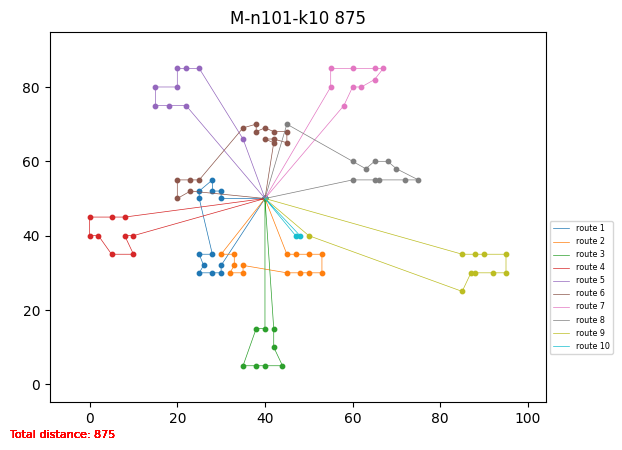 M-n101-k10 875
80
60
40
20
0
0 20 40 60 80 100
route 1
route 2
route 3
route 4
route 5
route 6
route 7
route 8
route 9
route 10
Total distance: 875